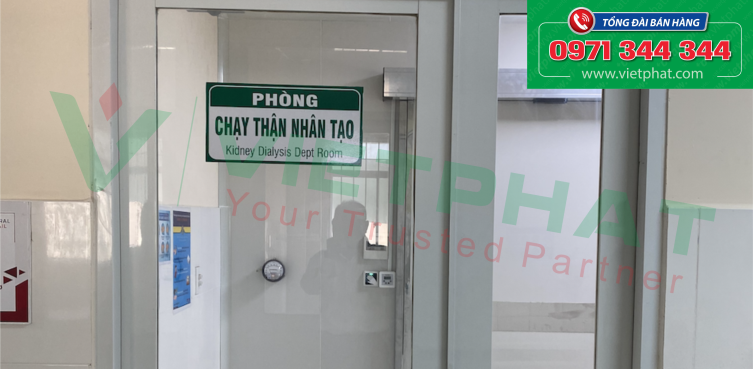 TỔNG ĐÀI BÁN HÀNG
0971 344 344
www.vietphat.com
PHÒNG
CHẠY THẬN NHÂN TẠO
Kidney Dialysis Dept Room
VIETPHAT
Your Trusted Partner